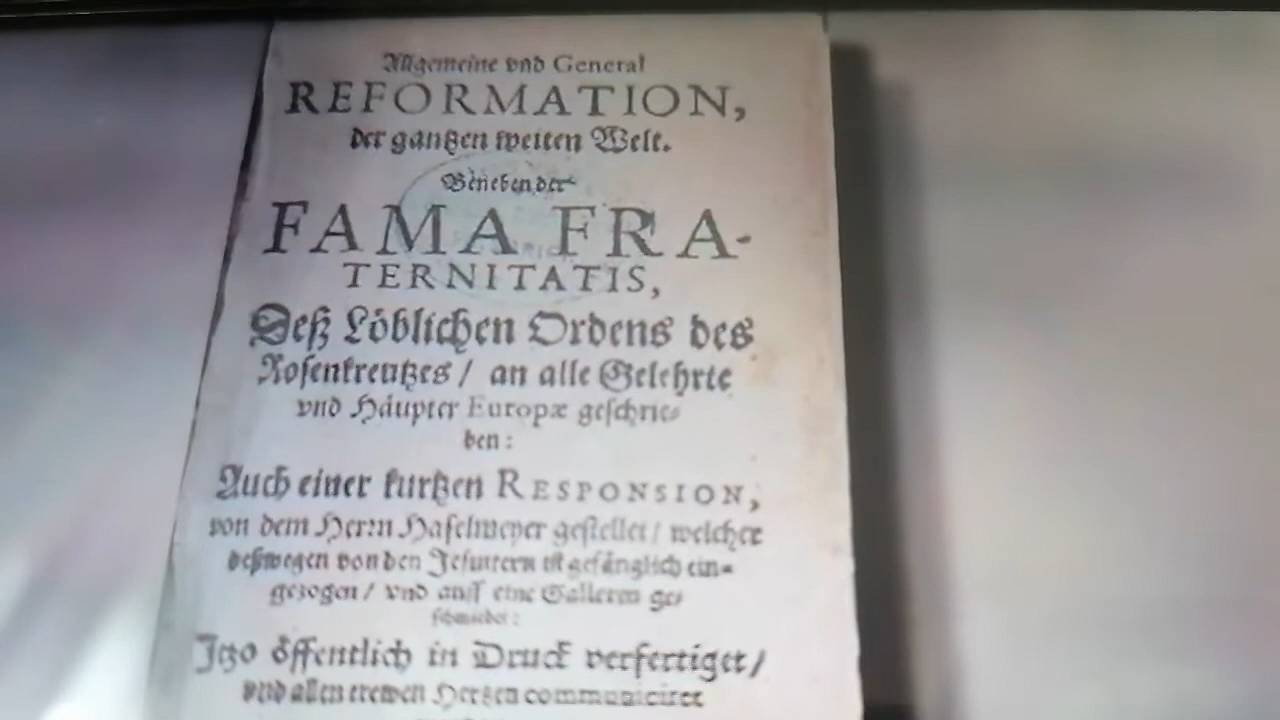 Allgemeine vnd General
REFORMATION,
der gantzen weiten Welt.
Beneben der
FAMA FRA-
TERNITATIS,
Deß Löblichen Ordens des
Rosenkreutzes / an alle Gelehrte
vnd Häupter Europæ geschrie-
ben:
Auch einer kurtzen RESPONSION,
von dem Herrn Haselmeyer gestellet / welcher
deßwegen von den Jesuitern ist gefänglich ein-
gezogen / vnd auff eine Galleren ge-
schmiedet:
Jtzo öffentlich in Druck verfertiget /
vnd allen trewen Hertzen communiciret